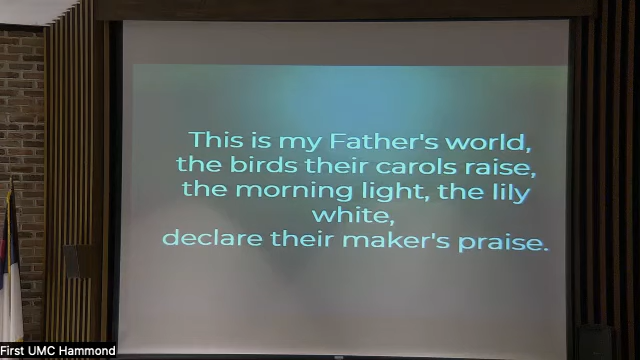 This is my Father's world,
the birds their carols raise,
the morning light, the lily
white,
declare their maker's praise.
First UMC Hammond